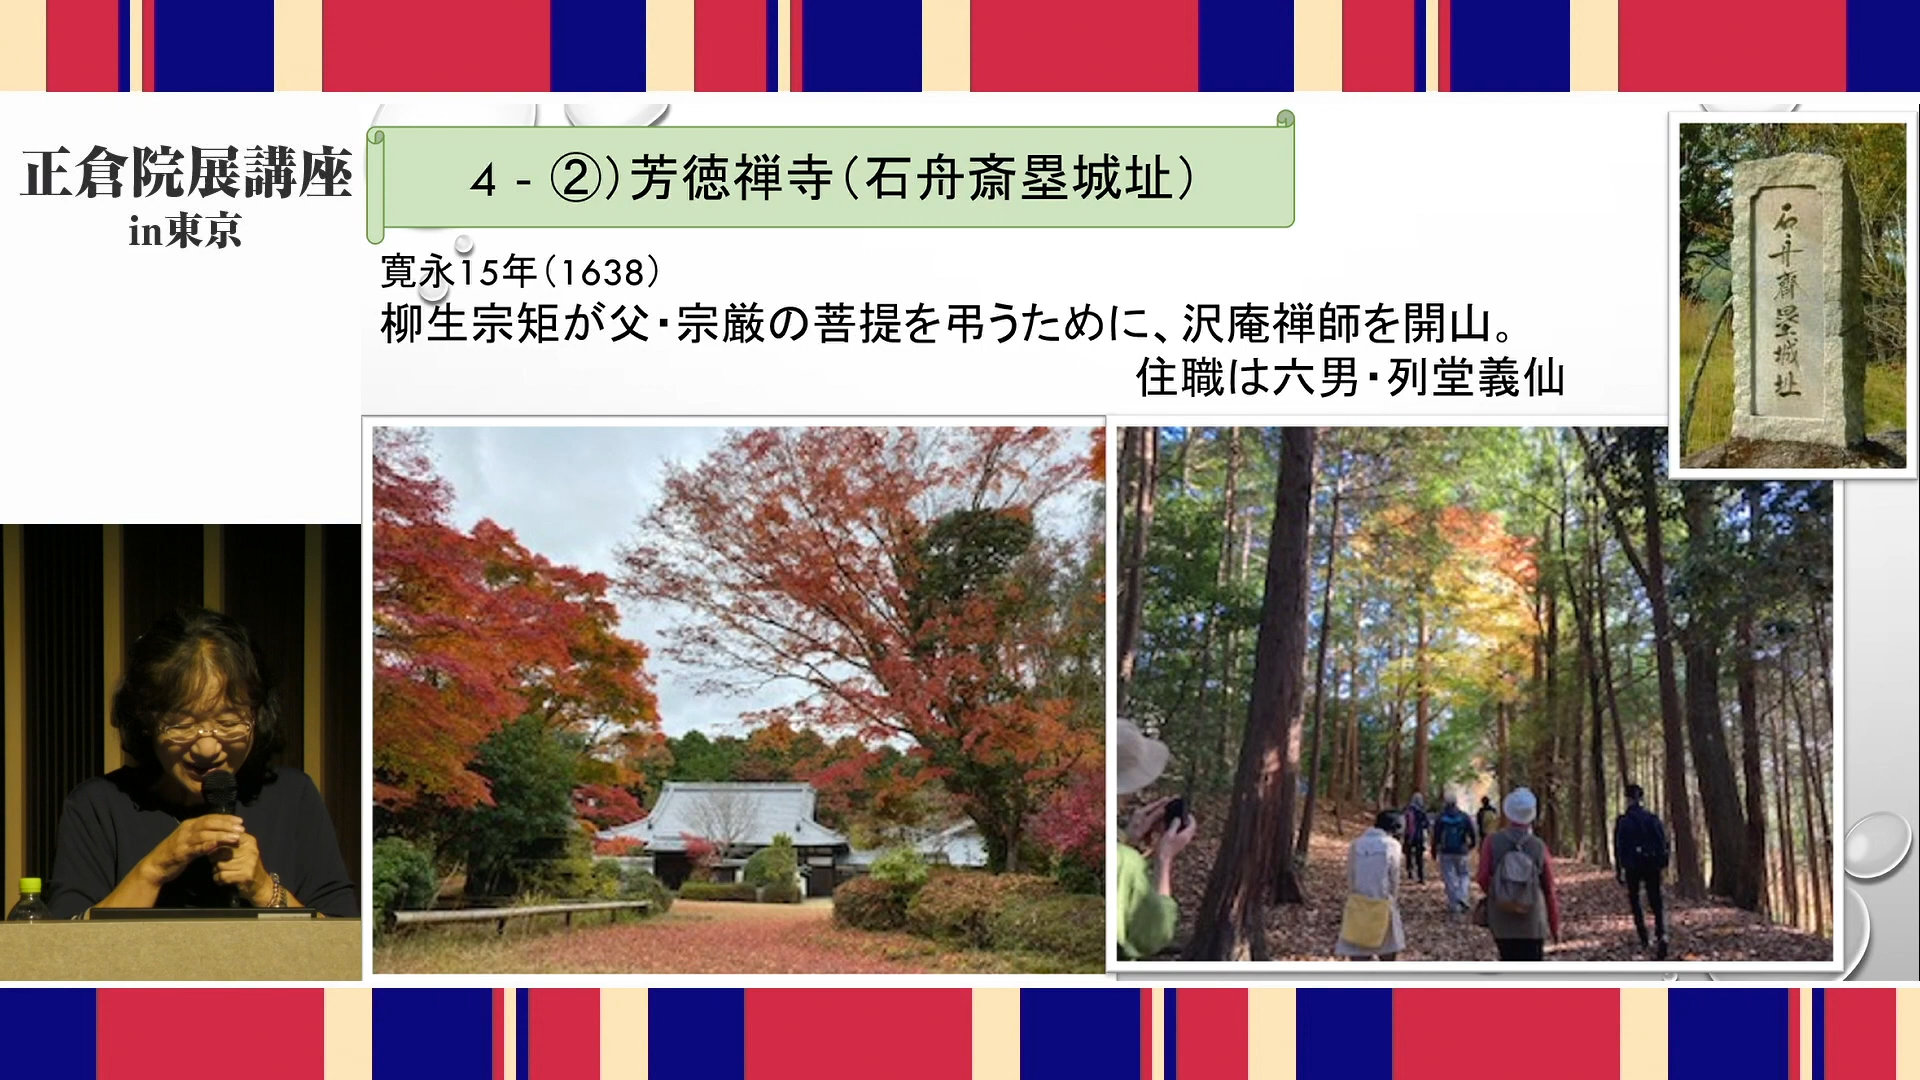 正倉院展講座
in東京
4 - ②)芳徳禅寺(石舟斎塁城址)
寛永15年(1638)
柳生宗矩が父・宗厳の菩提を弔うために、沢庵禅師を開山。
住職は六男・列堂義仙
石舟齋塁城址